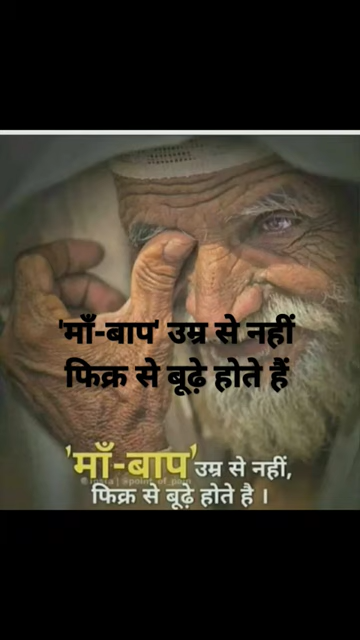 'माँ-बाप' उम्र से नहीं
फिक्र से बूढ़े होते हैं
'माँ-बाप' उम्र से नहीं,
फिक्र से बूढ़े होते है ।